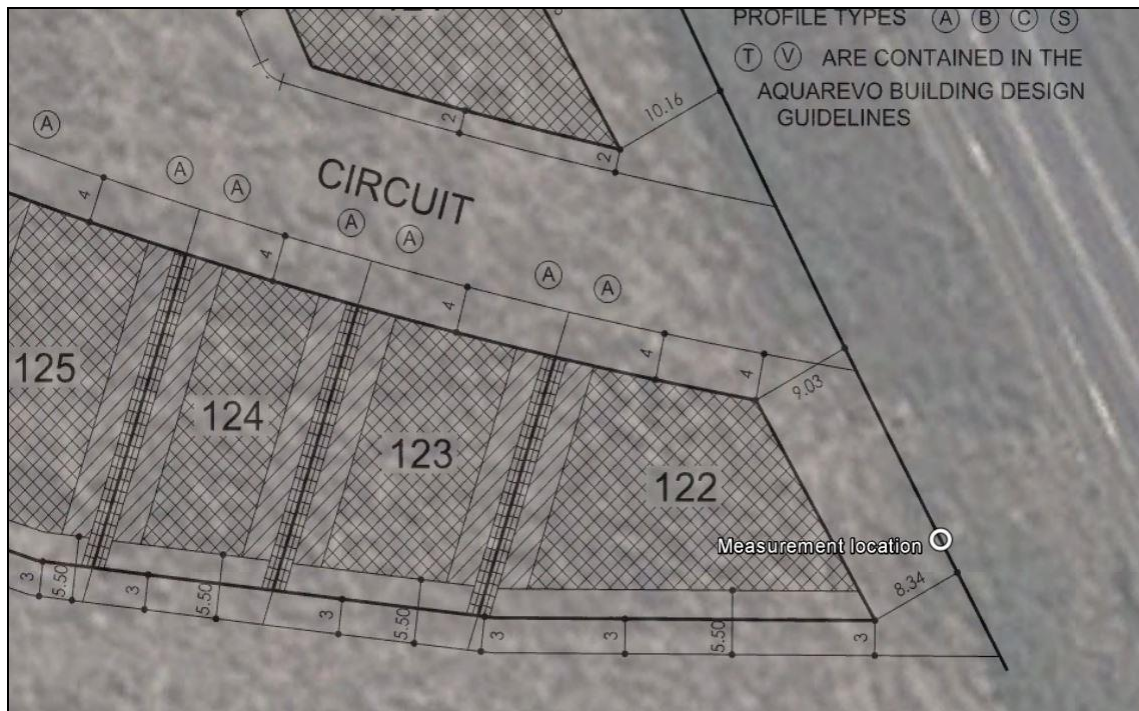 PROFILE TYPES A B C S
T V ARE CONTAINED IN THE
AQUAREVO BUILDING DESIGN
GUIDELINES
10.16
2
2
A
CIRCUIT
A A
A A
A A
4
4
4
4
4
9.03
125
124
123
122
Measurement location
8.34
3
5.50
3
5.50
3
5.50
3
3
5.50
3